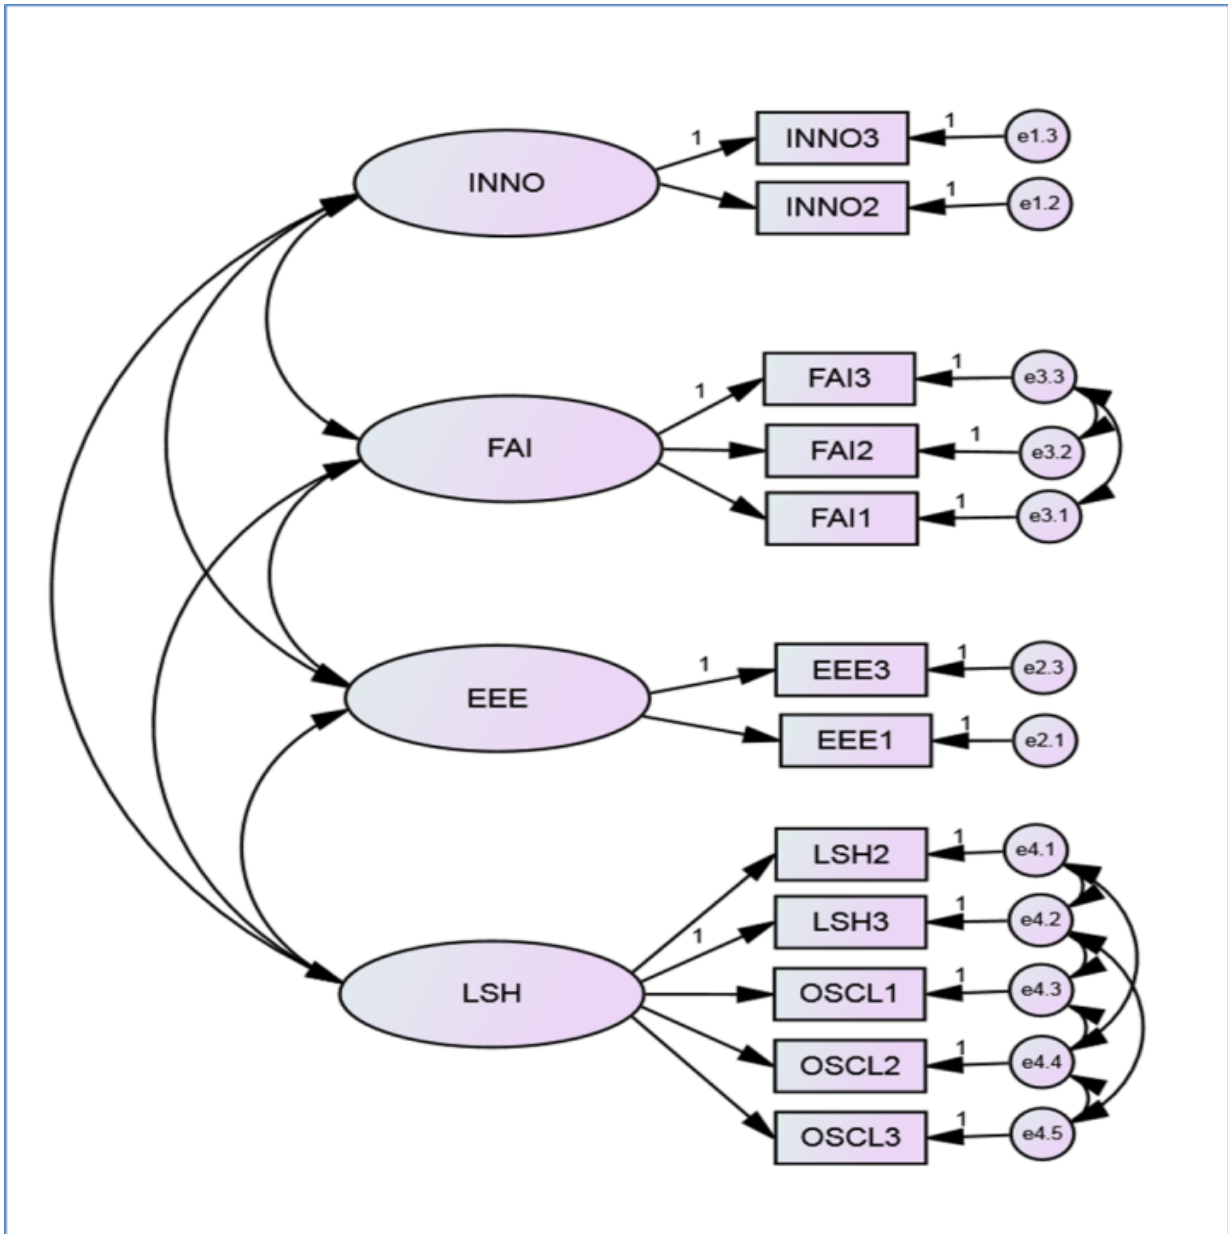 INNO
1
INNO3
1
e1.3
INNO2
1
e1.2
FAI
1
FAI3
1
e3.3
FAI2
1
e3.2
FAI1
1
e3.1
EEE
1
EEE3
1
e2.3
EEE1
1
e2.1
LSH
1
LSH2
1
e4.1
LSH3
1
e4.2
OSCL1
1
e4.3
OSCL2
1
e4.4
OSCL3
1
e4.5